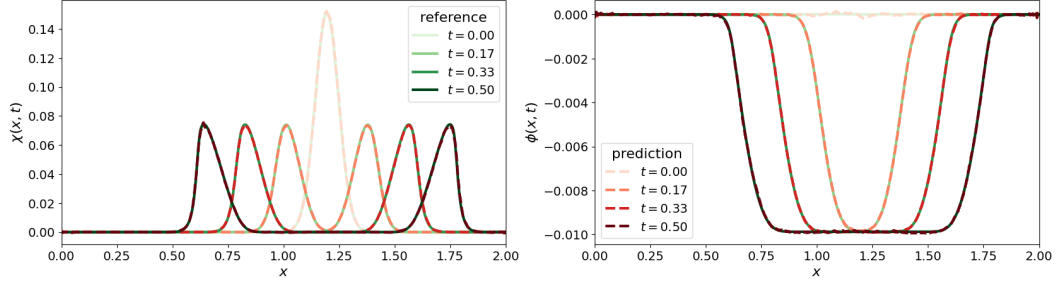 reference
t = 0.00
t = 0.17
t = 0.33
t = 0.50
χ(x, t)
0.14
0.12
0.10
0.08
0.06
0.04
0.02
0.00
0.00 0.25 0.50 0.75 1.00 1.25 1.50 1.75 2.00
x
ϕ(x, t)
0.000
−0.002
−0.004
−0.006
−0.008
−0.010
prediction
t = 0.00
t = 0.17
t = 0.33
t = 0.50
0.00 0.25 0.50 0.75 1.00 1.25 1.50 1.75 2.00
x